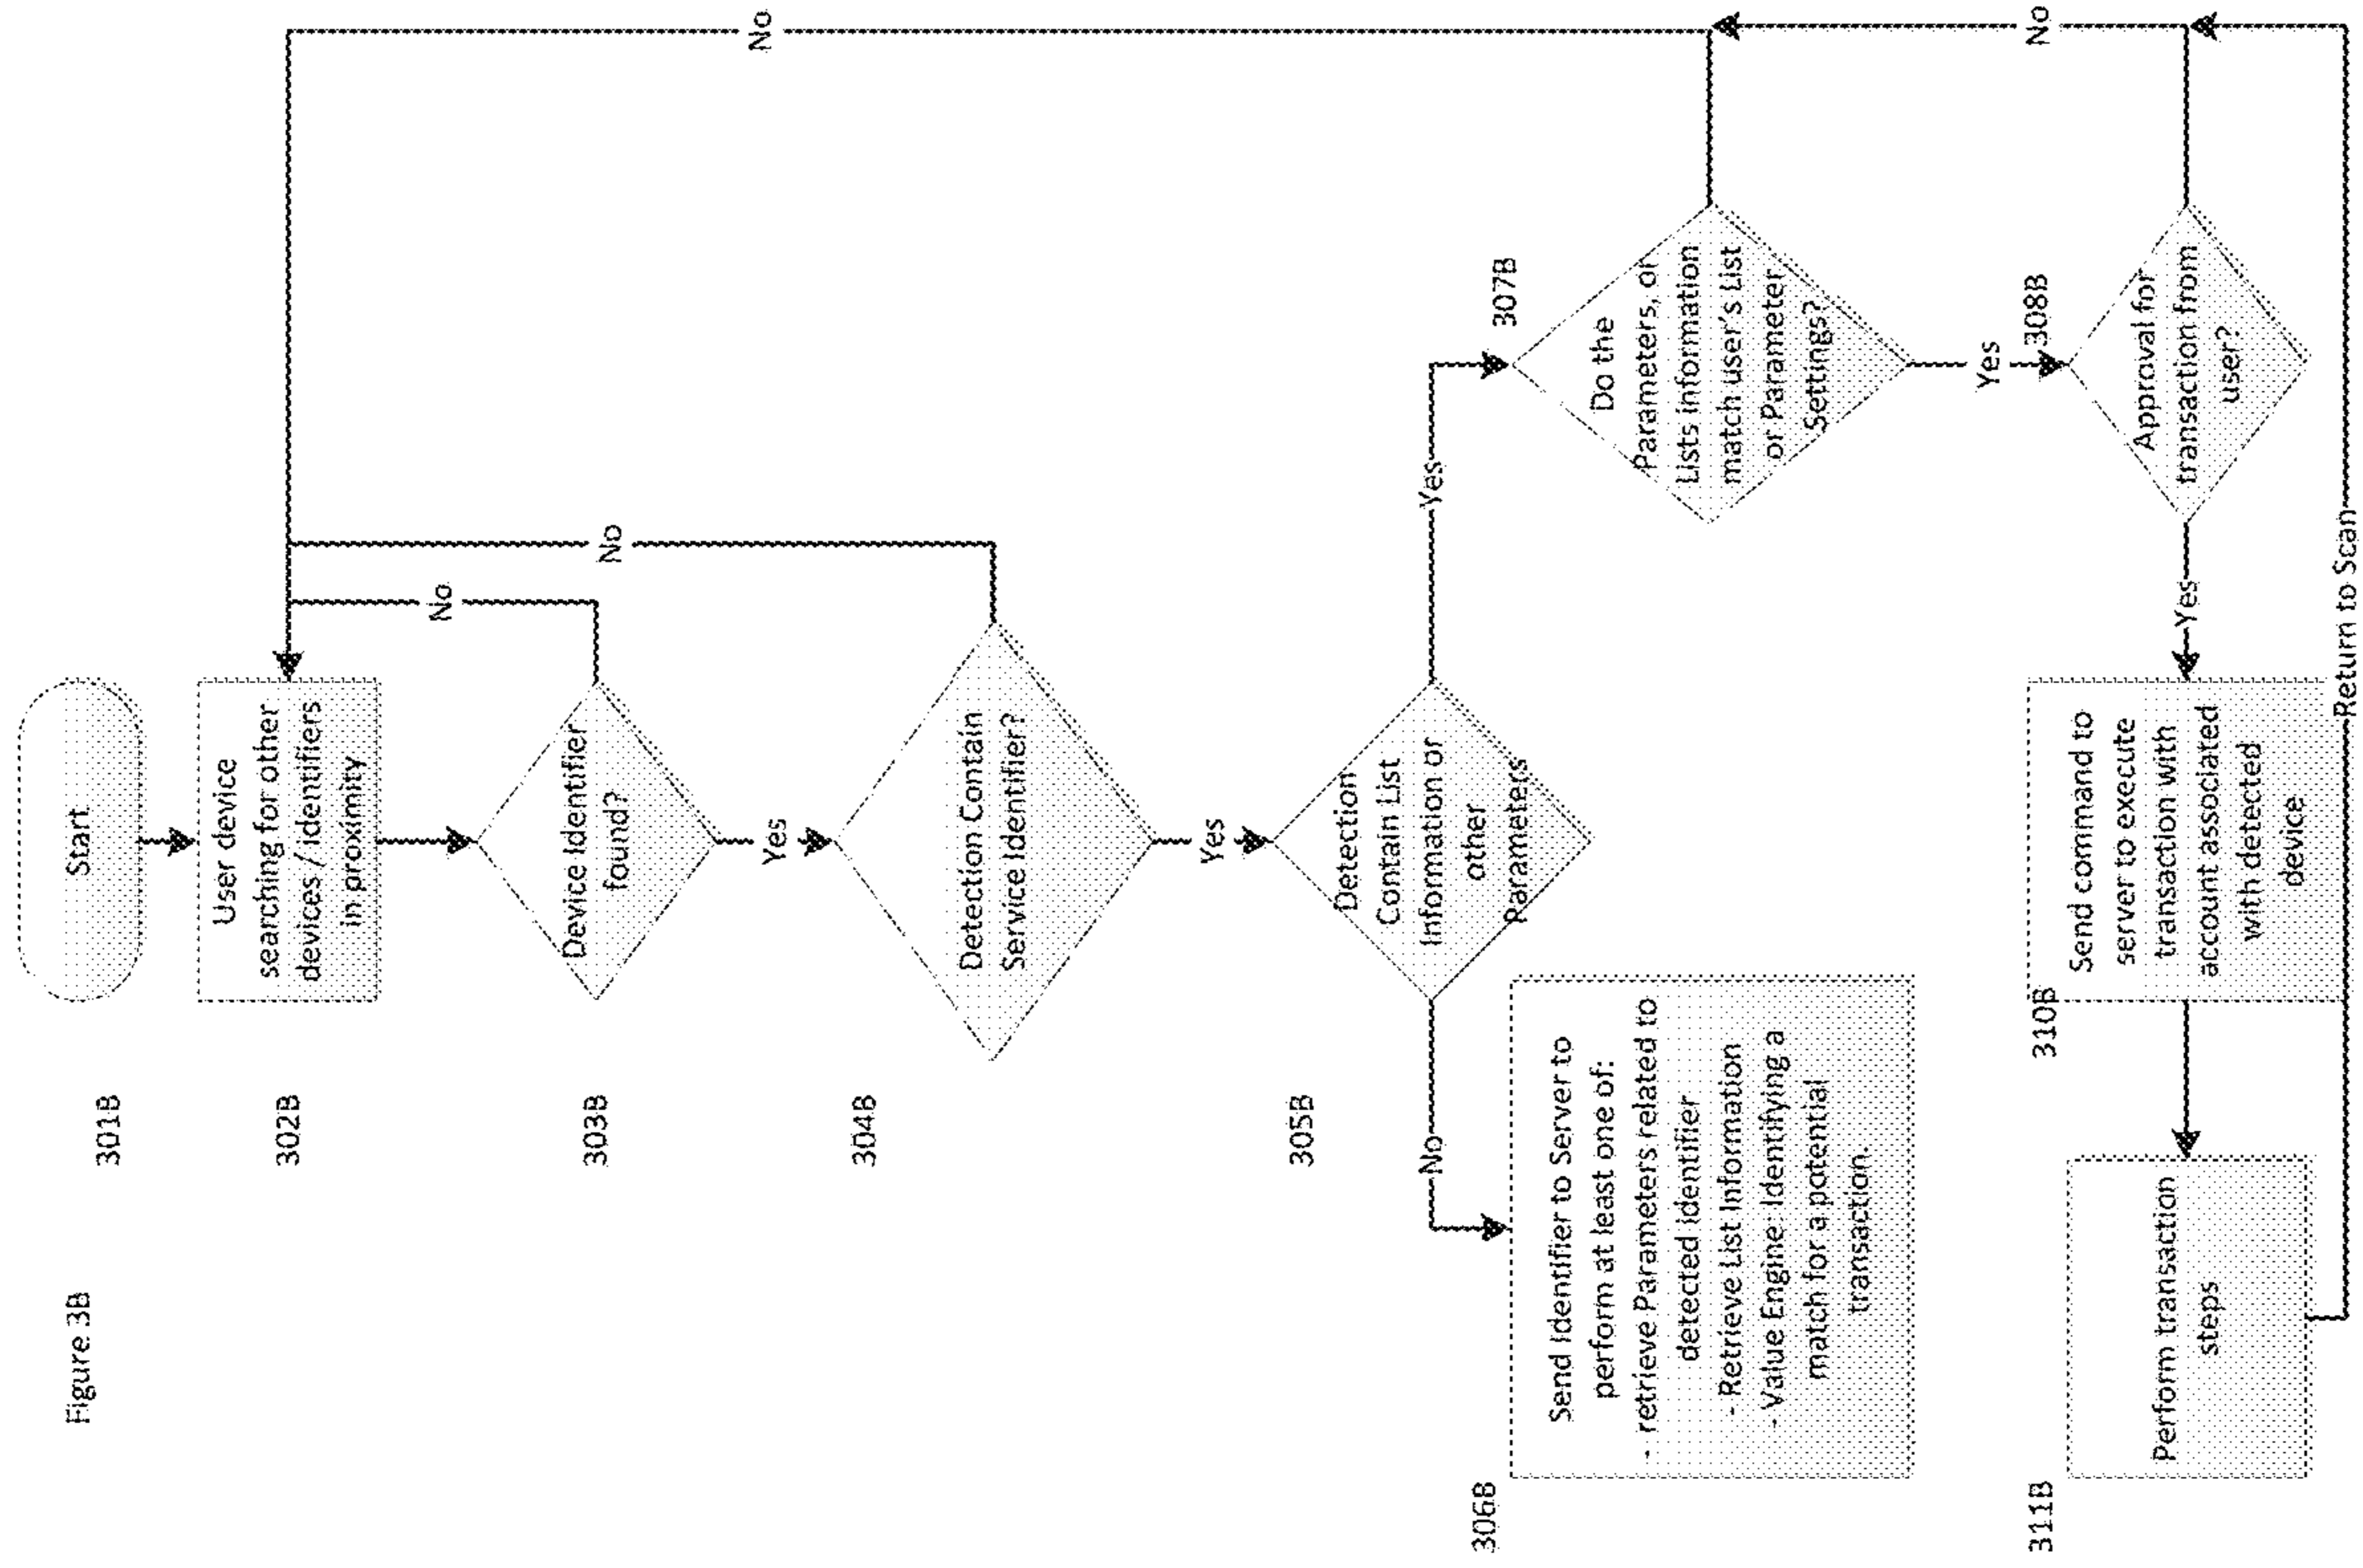 Figure 3B
301B
Start
302B
User device
searching for other
devices / identifiers
in proximity
303B
Device Identifier
found?
No
Yes
304B
Detection Contain
Service Identifier?
No
Yes
305B
Detection
Contain List
Information or
other
Parameters
No
Yes
306B
Send Identifier to Server to
perform at least one of:
- retrieve Parameters related to
detected identifier
- Retrieve List Information
- Value Engine: Identifying a
match for a potential
transaction.
307B
Do the
Parameters, or
Lists information
match user's List
or Parameter
Settings?
No
Yes
308B
Approval for
transaction from
user?
No
Yes
310B
Send command to
server to execute
transaction with
account associated
with detected
device
311B
Perform transaction
steps
Return to Scan